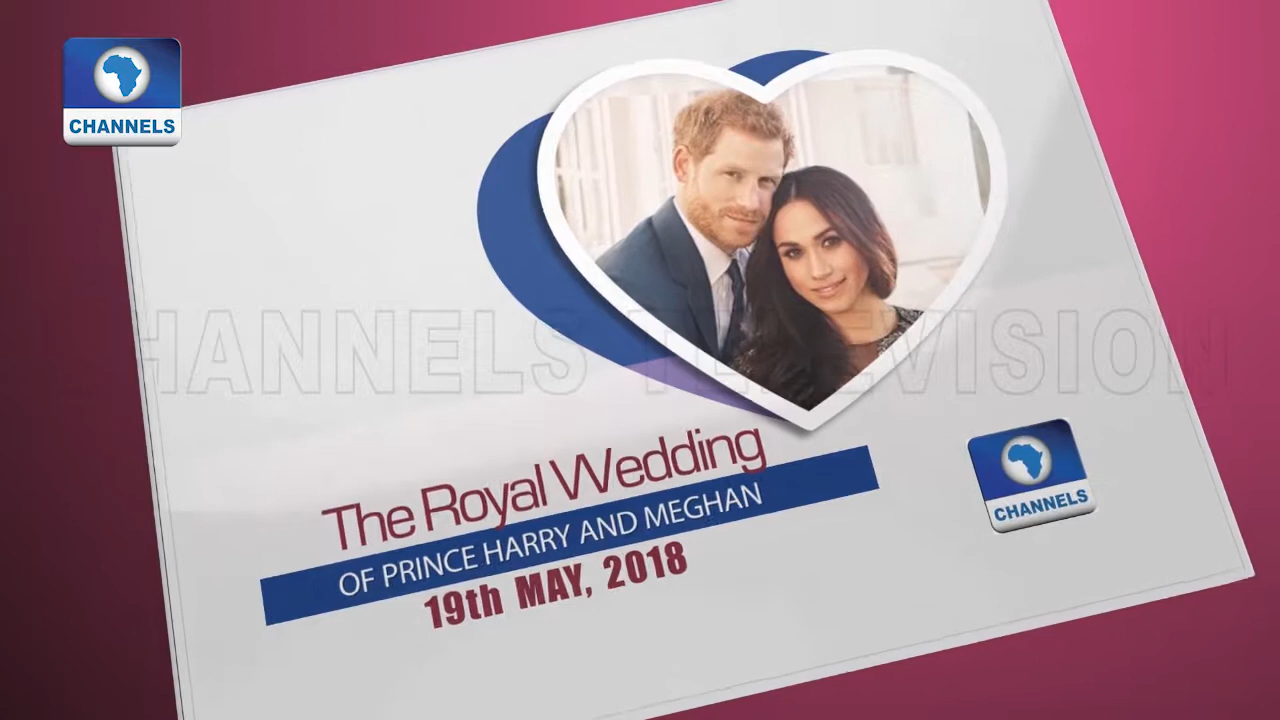 CHANNELS
CHANNELS TELEVISION
The Royal Wedding
OF PRINCE HARRY AND MEGHAN
19th MAY, 2018
CHANNELS